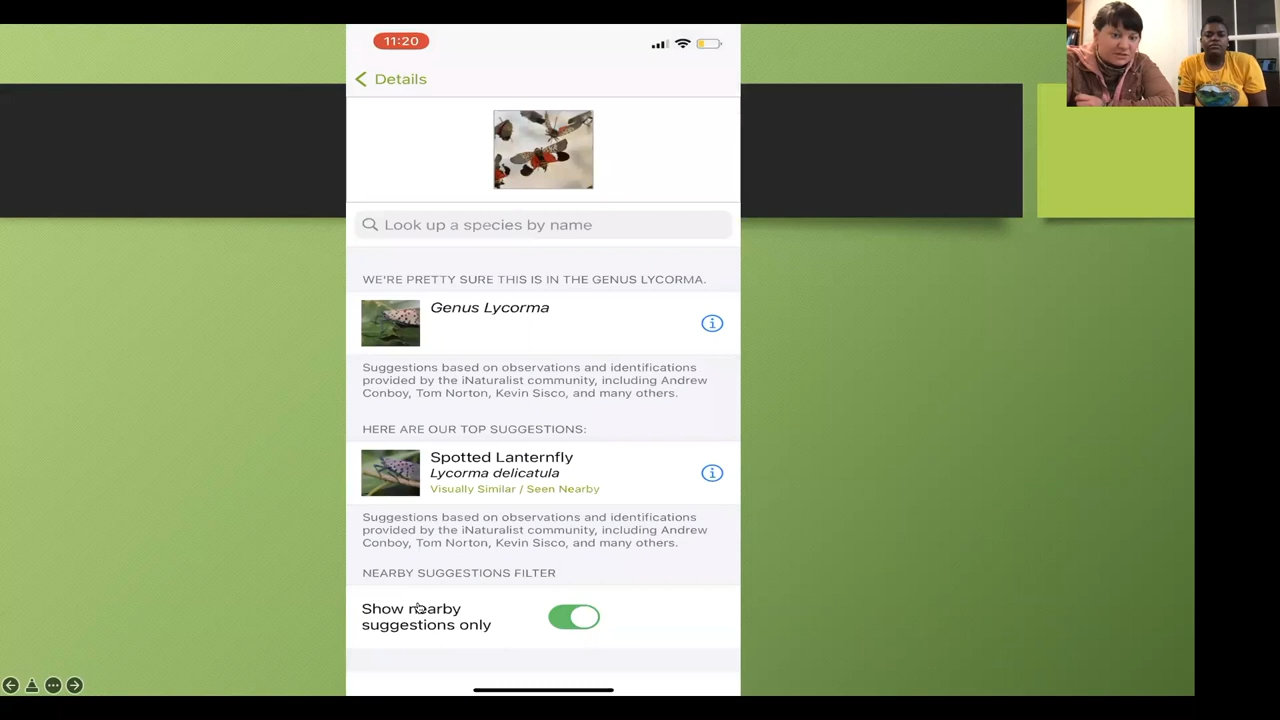 11:20
Details
Look up a species by name
WE'RE PRETTY SURE THIS IS IN THE GENUS LYCORMA.
Genus Lycorma
Suggestions based on observations and identifications
provided by the iNaturalist community, including Andrew
Conboy, Tom Norton, Kevin Sisco, and many others.
HERE ARE OUR TOP SUGGESTIONS:
Spotted Lanternfly
Lycorma delicatula
Visually Similar / Seen Nearby
Suggestions based on observations and identifications
provided by the iNaturalist community, including Andrew
Conboy, Tom Norton, Kevin Sisco, and many others.
NEARBY SUGGESTIONS FILTER
Show nearby
suggestions only